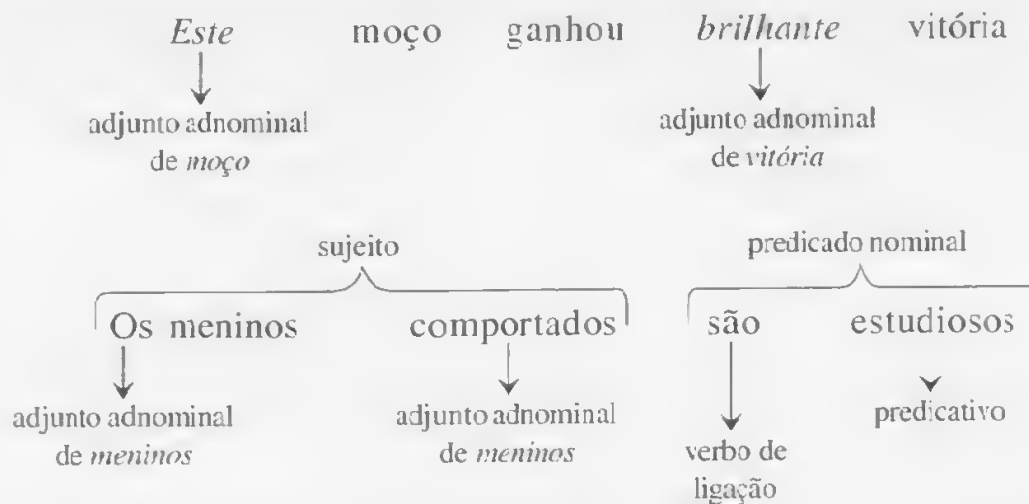 Este moço ganhou brilhante vitória
adjunto adnominal adjunto adnominal
de moço de vitória
sujeito predicado nominal
Os meninos comportados são estudiosos
adjunto adnominal adjunto adnominal predicativo
de meninos de meninos verbo de
ligação